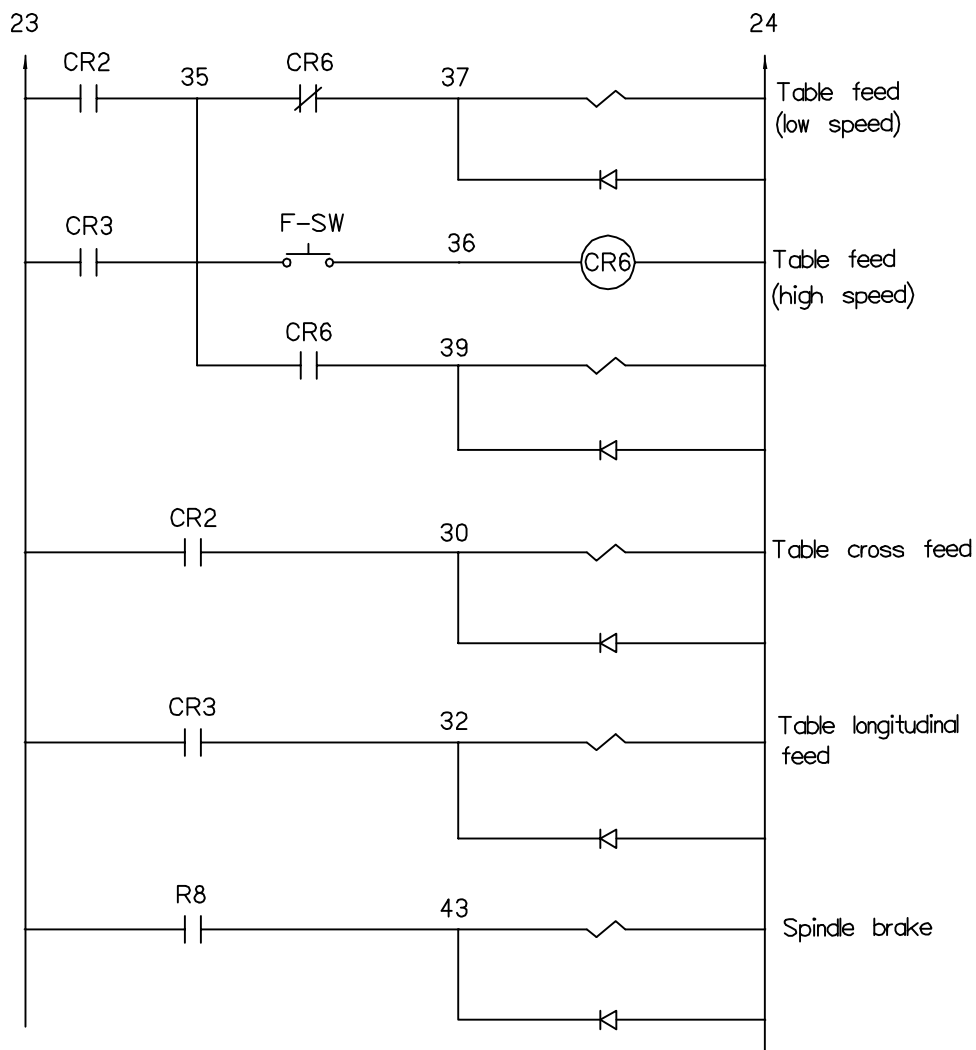 23 24
CR2 35 CR6 37 Table feed
(low speed)
CR3 F-SW 36 CR6 Table feed
(high speed)
CR6 39
CR2 30 Table cross feed
CR3 32 Table longitudinal
feed
R8 43 Spindle brake